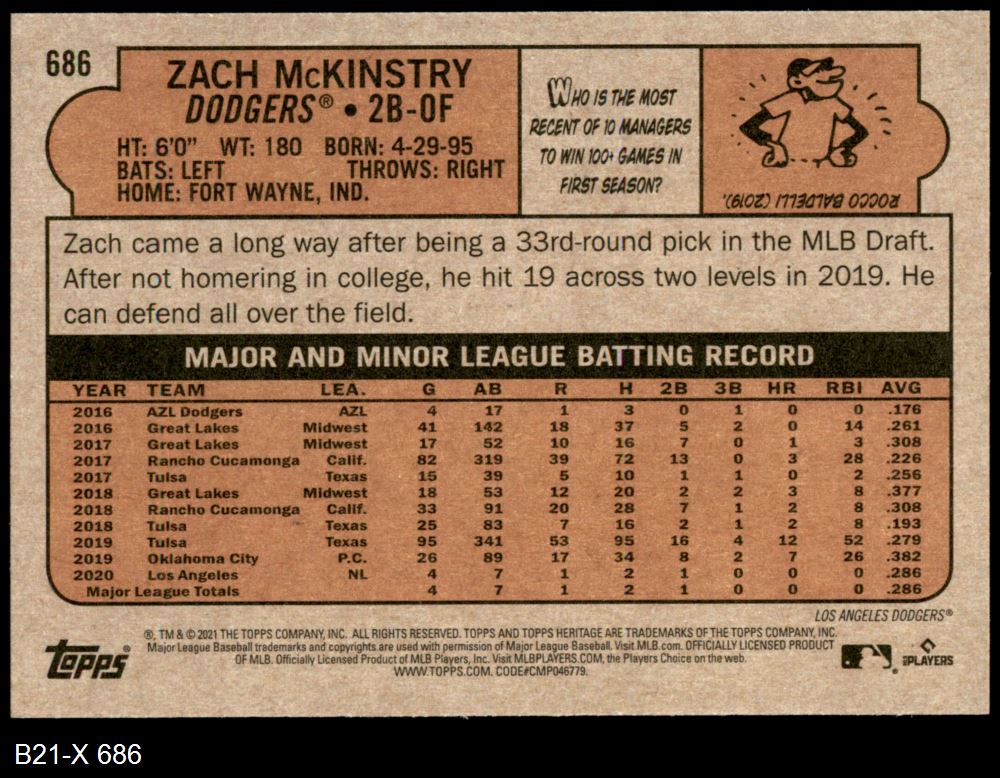 686
ZACH McKINSTRY
DODGERS® • 2B-OF
HT: 6'0" WT: 180 BORN: 4-29-95
BATS: LEFT THROWS: RIGHT
HOME: FORT WAYNE, IND.
WHO IS THE MOST
RECENT OF 10 MANAGERS
TO WIN 100+ GAMES IN
FIRST SEASON?
ROCCO BALDELLI (2019).
Zach came a long way after being a 33rd-round pick in the MLB Draft.
After not homering in college, he hit 19 across two levels in 2019. He
can defend all over the field.
MAJOR AND MINOR LEAGUE BATTING RECORD
YEAR TEAM LEA. G AB R H 2B 3B HR RBI AVG
2016 AZL Dodgers AZL 4 17 1 3 0 1 0 0 .176
2016 Great Lakes Midwest 41 142 18 37 5 2 0 14 .261
2017 Great Lakes Midwest 17 52 10 16 7 0 1 3 .308
2017 Rancho Cucamonga Calif. 82 319 39 72 13 0 3 28 .226
2017 Tulsa Texas 15 39 5 10 1 1 0 2 .256
2018 Great Lakes Midwest 18 53 12 20 2 2 3 8 .377
2018 Rancho Cucamonga Calif. 33 91 20 28 7 1 2 8 .308
2018 Tulsa Texas 25 83 7 16 2 1 2 8 .193
2019 Tulsa Texas 95 341 53 95 16 4 12 52 .279
2019 Oklahoma City P.C. 26 89 17 34 8 2 7 26 .382
2020 Los Angeles NL 4 7 1 2 1 0 0 0 .286
Major League Totals 4 7 1 2 1 0 0 0 .286
LOS ANGELES DODGERS®
®, TM & © 2021 THE TOPPS COMPANY, INC. ALL RIGHTS RESERVED. TOPPS AND TOPPS HERITAGE ARE TRADEMARKS OF THE TOPPS COMPANY, INC.
Major League Baseball trademarks and copyrights are used with permission of Major League Baseball. Visit MLB.com. OFFICIALLY LICENSED PRODUCT
OF MLB. Officially Licensed Product of MLB Players, Inc. Visit MLBPLAYERS.COM, the Players Choice on the web.
WWW.TOPPS.COM. CODE#CMP046779.
topps®
MLB PLAYERS
B21-X 686